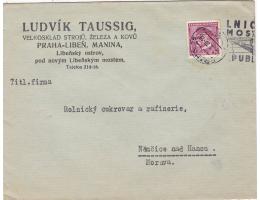 LUDVÍK TAUSSIG,
VELKOSKLAD STROJŮ, ŽELEZA A KOVŮ
PRAHA-LIBEŇ, MANINA,
Libeňský ostrov,
pod novým Libeňským mostem,
Telefon
Titl.firma
Rolnický cukrovar a rafinerie,
Němčice nad Hanou.
Morava.